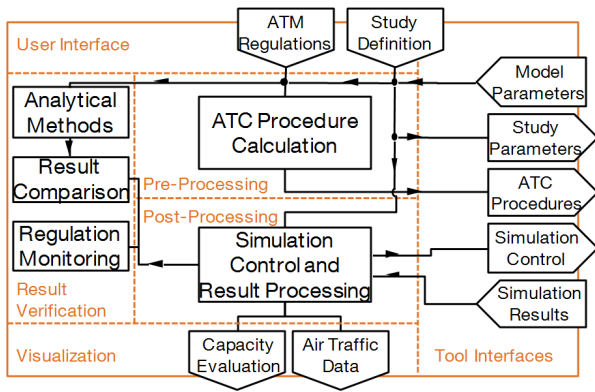 ATM
Regulations
Study
Definition
User Interface
Model
Parameters
Analytical
Methods
ATC Procedure
Calculation
Study
Parameters
Result
Comparison
Pre-Processing
ATC
Procedures
Post-Processing
Regulation
Monitoring
Simulation
Control and
Result Processing
Simulation
Control
Result
Verification
Simulation
Results
Visualization
Capacity
Evaluation
Air Traffic
Data
Tool Interfaces